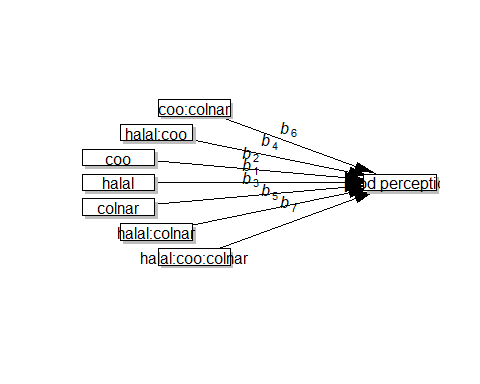 coo:colnar
halal:coo
coo
halal
colnar
halal:colnar
halal:coo:colnar
b6
b4
b2
b1
b3
b5
b7
od perceptio